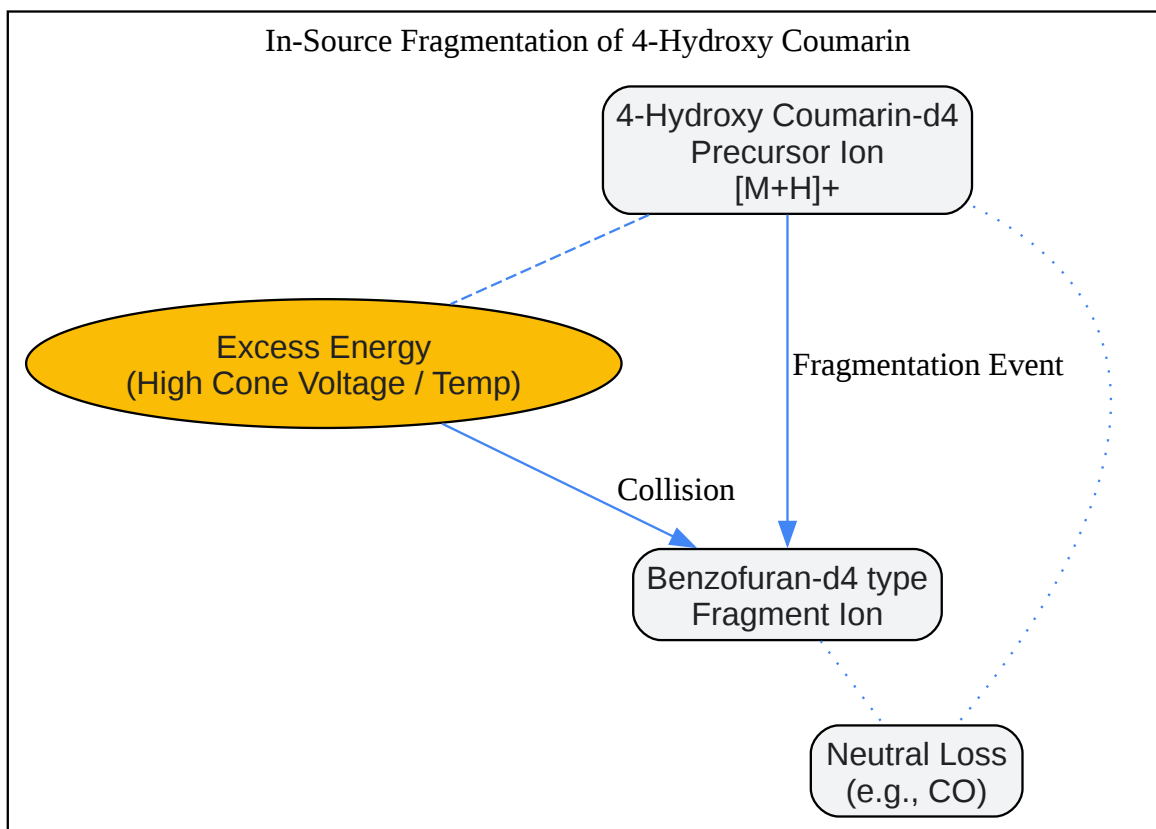 In-Source Fragmentation of 4-Hydroxy Coumarin
4-Hydroxy Coumarin-d4
Precursor Ion
[M+H]+
Excess Energy
(High Cone Voltage / Temp)
Fragmentation Event
Collision
Benzofuran-d4 type
Fragment Ion
Neutral Loss
(e.g., CO)